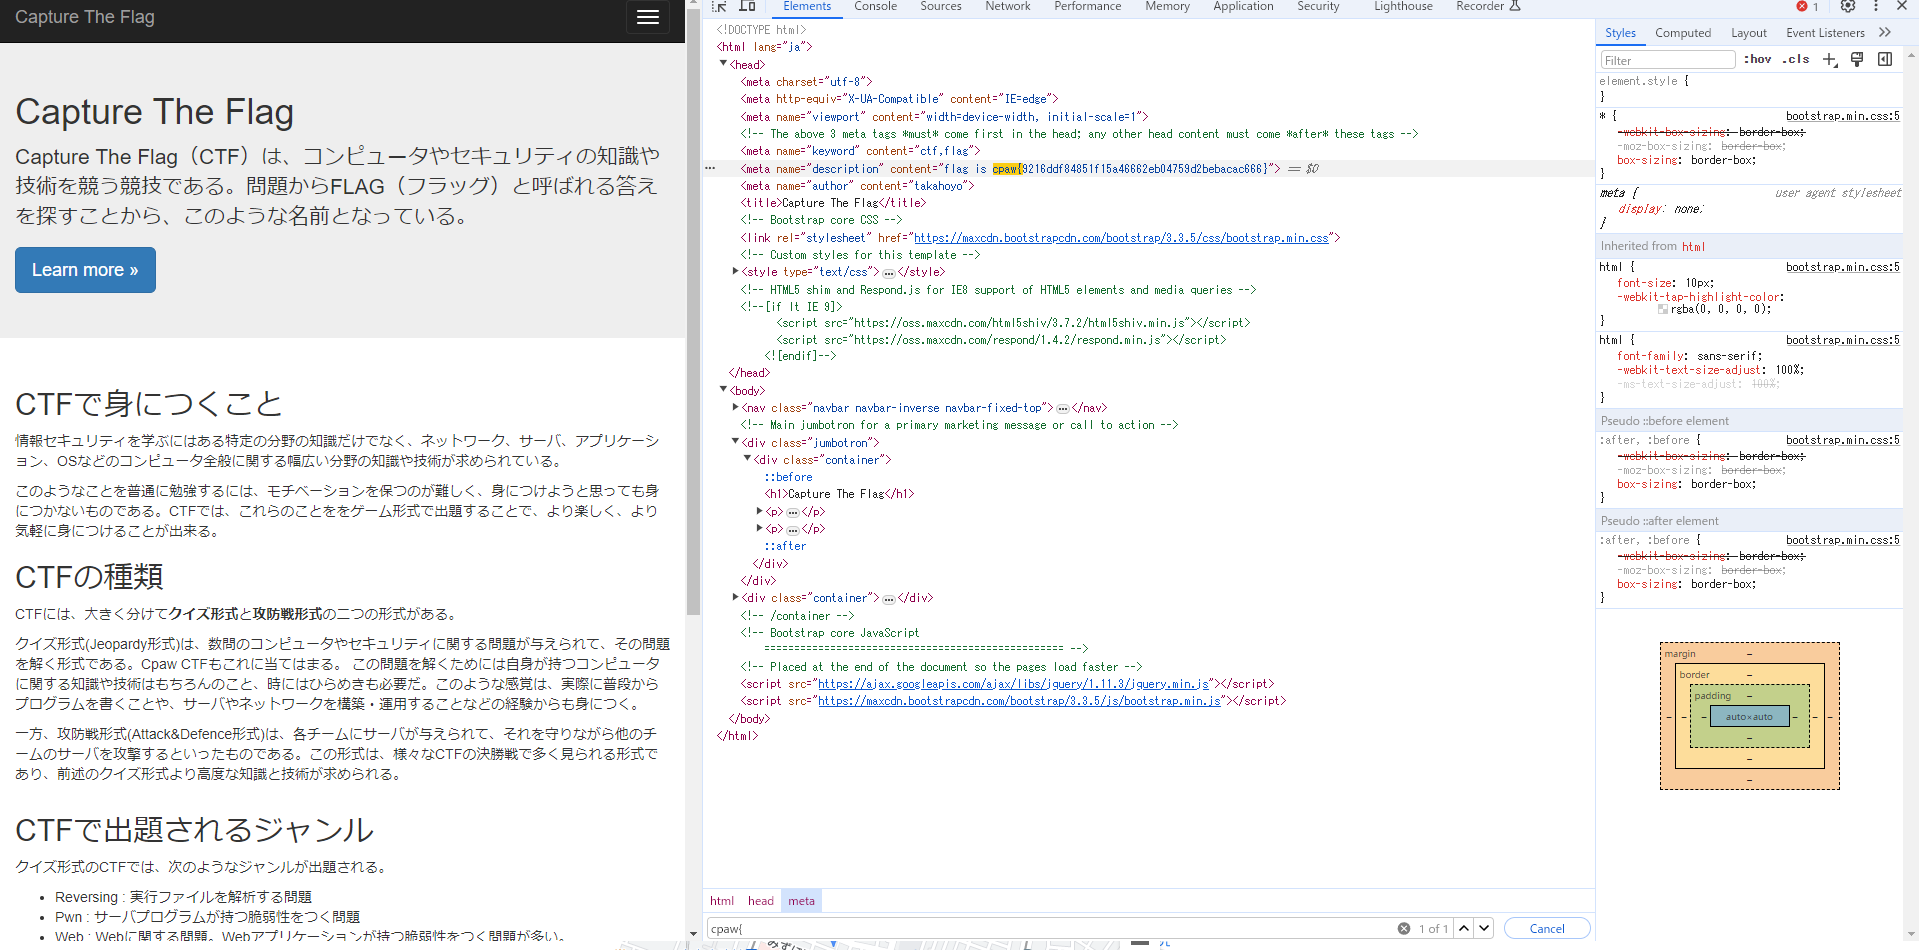 Capture The Flag
Capture The Flag
Capture The Flag（CTF）は、コンピュータやセキュリティの知識や
技術を競う競技である。問題からFLAG（フラッグ）と呼ばれる答え
を探すことから、このような名前となっている。
Learn more »
CTFで身につくこと
情報セキュリティを学ぶにはある特定の分野の知識だけでなく、ネットワーク、サーバ、アプリケーシ
ョン、OSなどのコンピュータ全般に関する幅広い分野の知識や技術が求められている。
このようなことを普通に勉強するには、モチベーションを保つのが難しく、身につけようと思っても身
につかないものである。CTFでは、これらのことををゲーム形式で出題することで、より楽しく、より
気軽に身につけることが出来る。
CTFの種類
CTFには、大きく分けてクイズ形式と攻防戦形式の二つの形式がある。
クイズ形式(Jeopardy形式)は、数問のコンピュータやセキュリティに関する問題が与えられて、その問題
を解く形式である。Cpaw CTFもこれに当てはまる。 この問題を解くためには自身が持つコンピュータ
に関する知識や技術はもちろんのこと、時にはひらめきも必要だ。このような感覚は、実際に普段から
プログラムを書くことや、サーバやネットワークを構築・運用することなどの経験からも身につく。
一方、攻防戦形式(Attack&Defence形式)は、各チームにサーバが与えられて、それを守りながら他のチ
ームのサーバを攻撃するといったものである。この形式は、様々なCTFの決勝戦で多く見られる形式で
あり、前述のクイズ形式より高度な知識と技術が求められる。
CTFで出題されるジャンル
クイズ形式のCTFでは、次のようなジャンルが出題される。
• Reversing : 実行ファイルを解析する問題
• Pwn : サーバプログラムが持つ脆弱性をつく問題
• Web : Webに関する問題。Webアプリケーションが持つ脆弱性をつく問題が多い。
Elements Console Sources Network Performance Memory Application Security Lighthouse Recorder 1
<!DOCTYPE html>
<html lang="ja">
<head>
<meta charset="utf-8">
<meta http-equiv="X-UA-Compatible" content="IE=edge">
<meta name="viewport" content="width=device-width, initial-scale=1">
<!-- The above 3 meta tags *must* come first in the head; any other head content must come *after* these tags -->
<meta name="keyword" content="ctf,flag">
<meta name="description" content="flag is cpaw{9216ddf84851f15a46662eb04759d2bebacac666}"> == $0
<meta name="author" content="takahoyo">
<title>Capture The Flag</title>
<!-- Bootstrap core CSS -->
<link rel="stylesheet" href="https://maxcdn.bootstrapcdn.com/bootstrap/3.3.5/css/bootstrap.min.css">
<!-- Custom styles for this template -->
<style type="text/css">…</style>
<!-- HTML5 shim and Respond.js for IE8 support of HTML5 elements and media queries -->
<!--[if lt IE 9]>
<script src="https://oss.maxcdn.com/html5shiv/3.7.2/html5shiv.min.js"></script>
<script src="https://oss.maxcdn.com/respond/1.4.2/respond.min.js"></script>
<![endif]-->
</head>
<body>
<nav class="navbar navbar-inverse navbar-fixed-top">…</nav>
<!-- Main jumbotron for a primary marketing message or call to action -->
<div class="jumbotron">
<div class="container">
::before
<h1>Capture The Flag</h1>
<p>…</p>
<p>…</p>
::after
</div>
</div>
<div class="container">…</div>
<!-- /container -->
<!-- Bootstrap core JavaScript
================================================== -->
<!-- Placed at the end of the document so the pages load faster -->
<script src="https://ajax.googleapis.com/ajax/libs/jquery/1.11.3/jquery.min.js"></script>
<script src="https://maxcdn.bootstrapcdn.com/bootstrap/3.3.5/js/bootstrap.min.js"></script>
</body>
</html>
html head meta
cpaw{ 1 of 1 Cancel
Styles Computed Layout Event Listeners
Filter :hov .cls
element.style {
}
* { bootstrap.min.css:5
-webkit-box-sizing: border-box;
-moz-box-sizing: border-box;
box-sizing: border-box;
}
meta { user agent stylesheet
display: none;
}
Inherited from html
html { bootstrap.min.css:5
font-size: 10px;
-webkit-tap-highlight-color:
rgba(0, 0, 0, 0);
}
html { bootstrap.min.css:5
font-family: sans-serif;
-webkit-text-size-adjust: 100%;
-ms-text-size-adjust: 100%;
}
Pseudo ::before element
:after, :before { bootstrap.min.css:5
-webkit-box-sizing: border-box;
-moz-box-sizing: border-box;
box-sizing: border-box;
}
Pseudo ::after element
:after, :before { bootstrap.min.css:5
-webkit-box-sizing: border-box;
-moz-box-sizing: border-box;
box-sizing: border-box;
}
margin –
border –
padding –
– – – auto×auto – – –
–
–
–